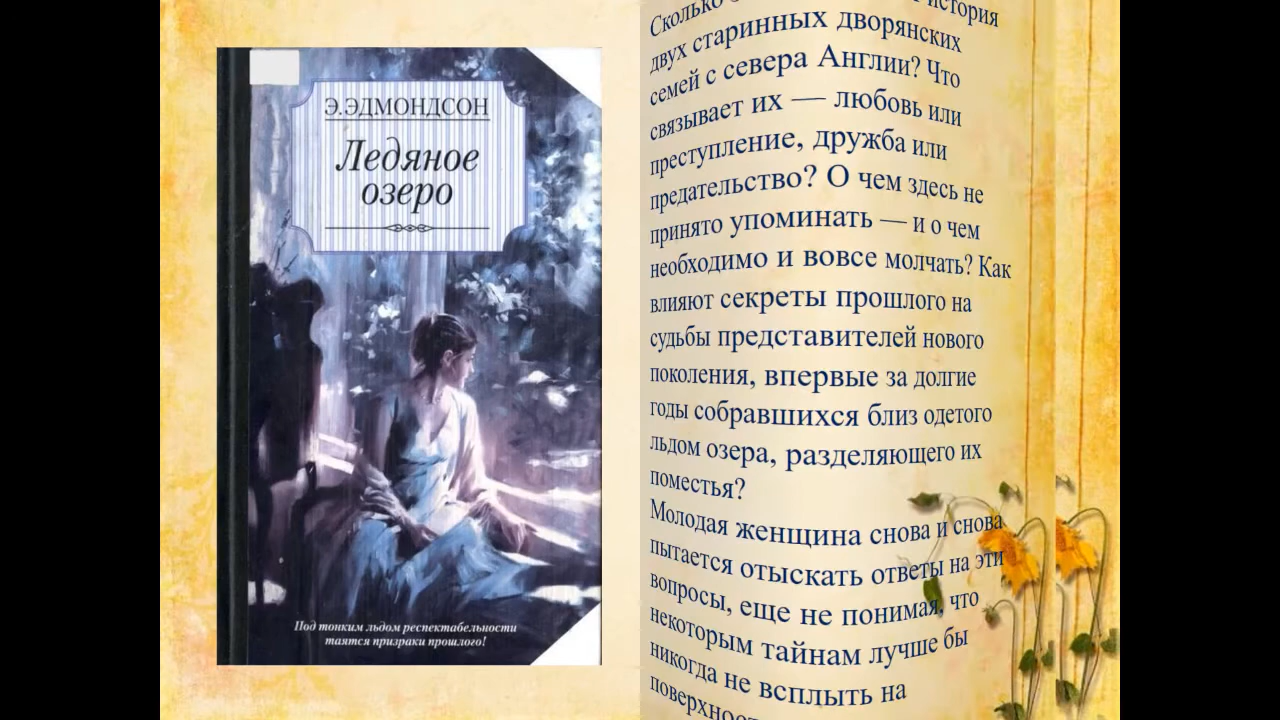 Э.ЭДМОНДСОН
Ледяное
озеро
Под тонким льдом респектабельности
таятся призраки прошлого!
Сколько история
двух старинных дворянских
семей с севера Англии? Что
связывает их — любовь или
преступление, дружба или
предательство? О чем здесь не
принято упоминать — и о чем
необходимо и вовсе молчать? Как
влияют секреты прошлого на
судьбы представителей нового
поколения, впервые за долгие
годы собравшихся близ одетого
льдом озера, разделяющего их
поместья?
Молодая женщина снова и снова
пытается отыскать ответы на эти
вопросы, еще не понимая, что
некоторым тайнам лучше бы
никогда не всплыть на